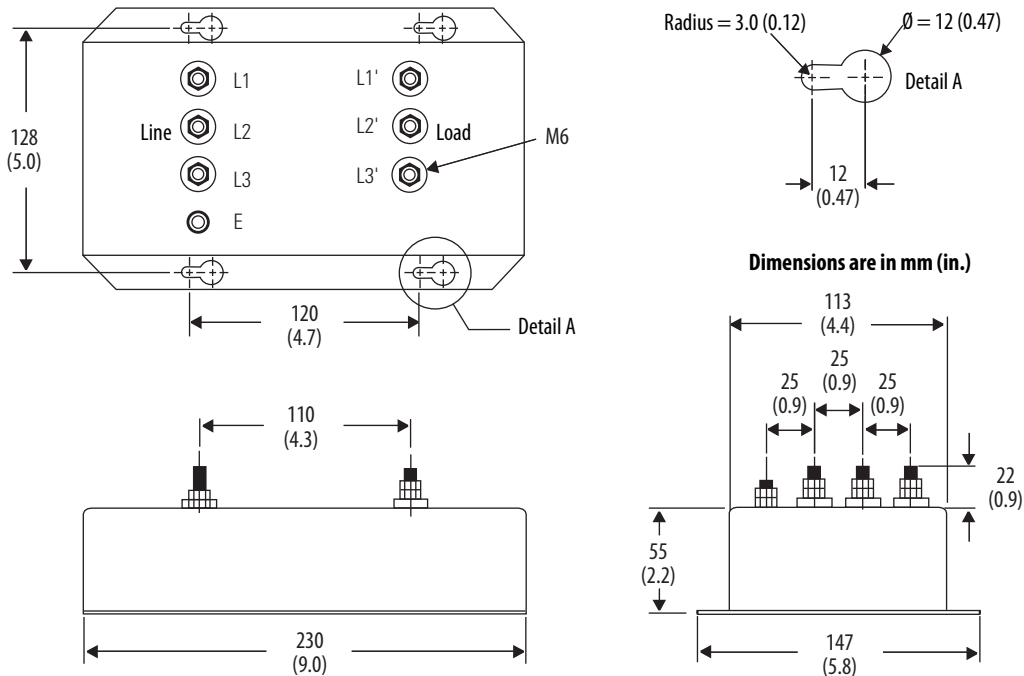 Radius = 3.0 (0.12)
Ø = 12 (0.47)
Detail A
12
(0.47)
L1
L1'
128
(5.0)
Line
L2
L2'
Load
M6
L3
L3'
E
120
(4.7)
Detail A
Dimensions are in mm (in.)
113
(4.4)
25
(0.9)
25
(0.9)
25
(0.9)
22
(0.9)
55
(2.2)
147
(5.8)
110
(4.3)
230
(9.0)